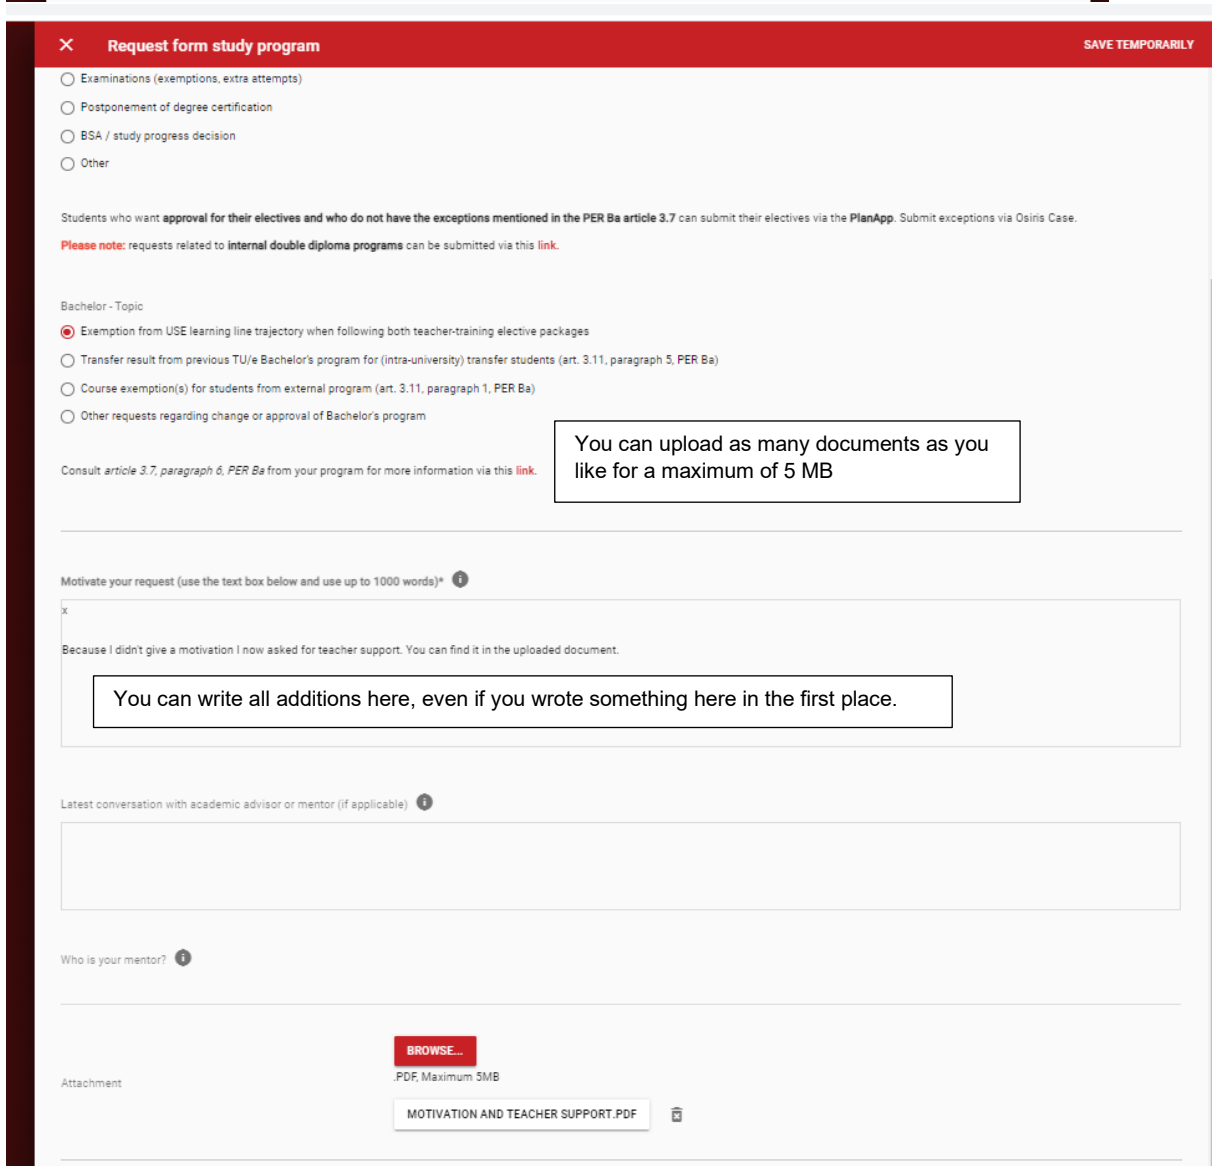 Request form study program
SAVE TEMPORARILY
Examinations (exemptions, extra attempts)
Postponement of degree certification
BSA / study progress decision
Other
Students who want approval for their electives and who do not have the exceptions mentioned in the PER Ba article 3.7 can submit their electives via the PlanApp. Submit exceptions via Osiris Case.
Please note: requests related to internal double diploma programs can be submitted via this link.
Bachelor - Topic
Exemption from USE learning line trajectory when following both teacher-training elective packages
Transfer result from previous TU/e Bachelor's program for (intra-university) transfer students (art. 3.11, paragraph 5, PER Ba)
Course exemption(s) for students from external program (art. 3.11, paragraph 1, PER Ba)
Other requests regarding change or approval of Bachelor's program
You can upload as many documents as you
like for a maximum of 5 MB
Consult article 3.7, paragraph 6, PER Ba from your program for more information via this link.
Motivate your request (use the text box below and use up to 1000 words)*
x
Because I didn't give a motivation I now asked for teacher support. You can find it in the uploaded document.
You can write all additions here, even if you wrote something here in the first place.
Latest conversation with academic advisor or mentor (if applicable)
Who is your mentor?
BROWSE...
.PDF, Maximum 5MB
Attachment
MOTIVATION AND TEACHER SUPPORT.PDF